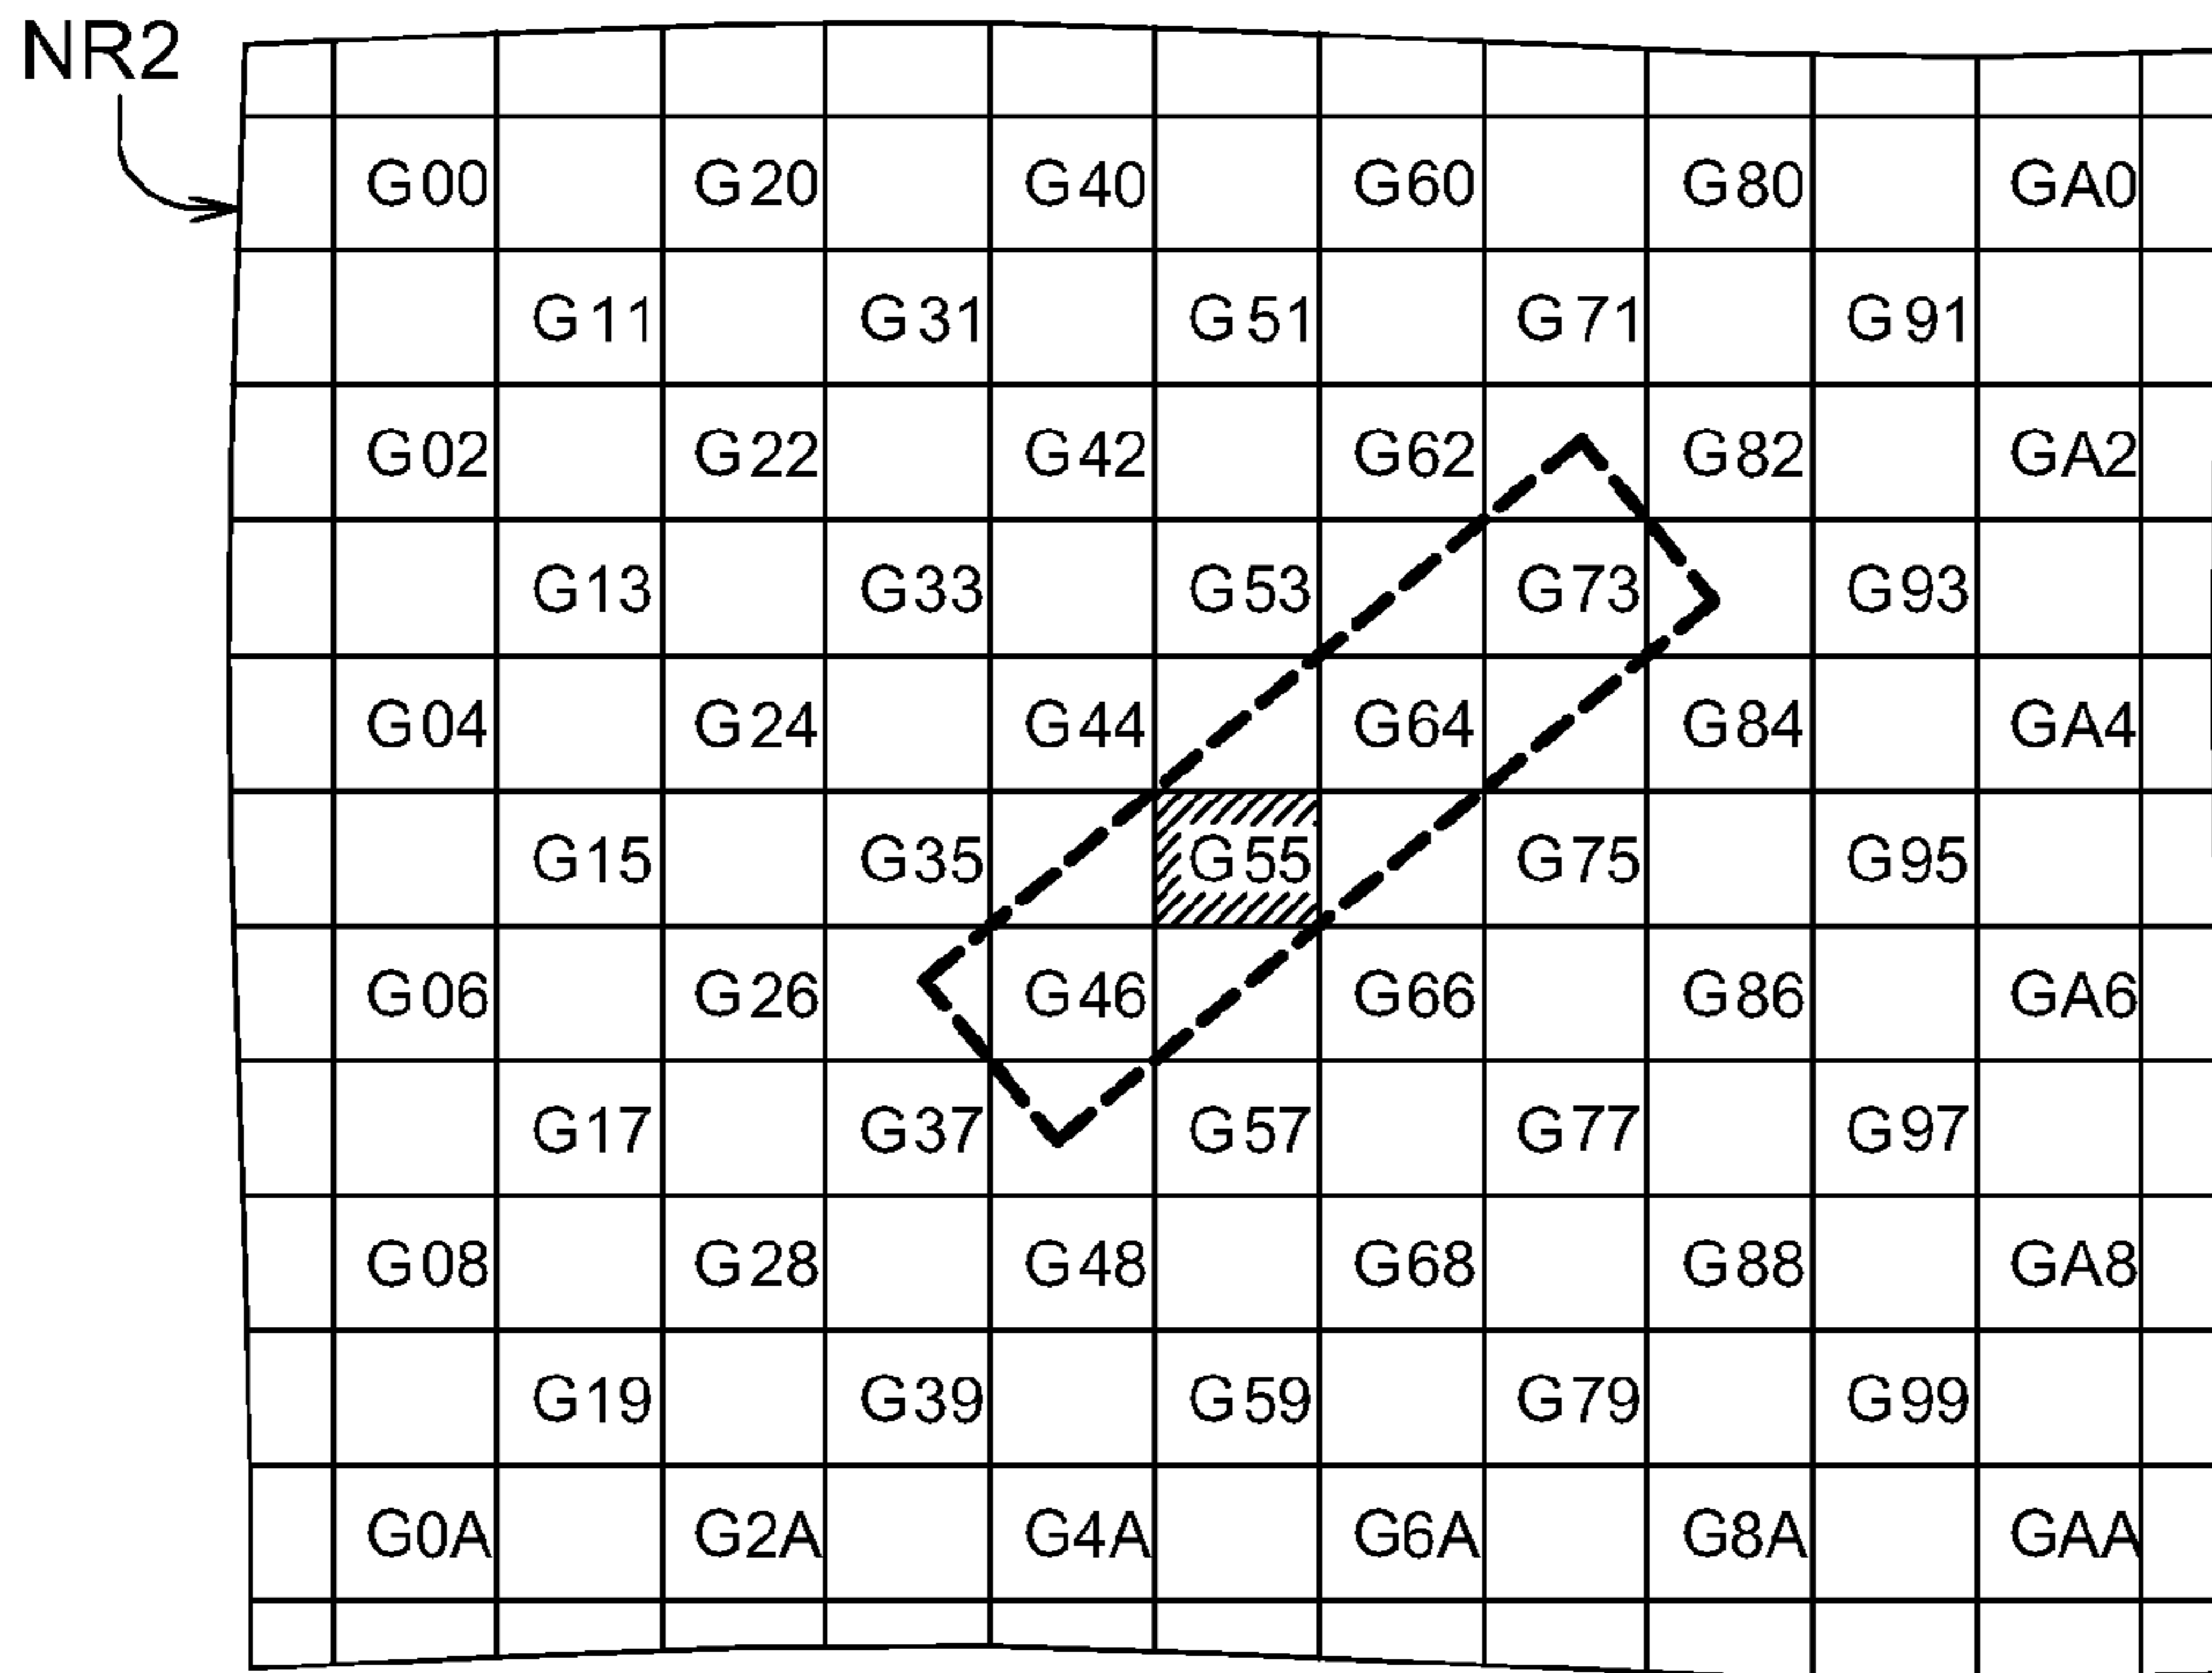 NR2
G00 G20 G40 G60 G80 GA0
G11 G31 G51 G71 G91
G02 G22 G42 G62 G82 GA2
G13 G33 G53 G73 G93
G04 G24 G44 G64 G84 GA4
G15 G35 G55 G75 G95
G06 G26 G46 G66 G86 GA6
G17 G37 G57 G77 G97
G08 G28 G48 G68 G88 GA8
G19 G39 G59 G79 G99
G0A G2A G4A G6A G8A GAA